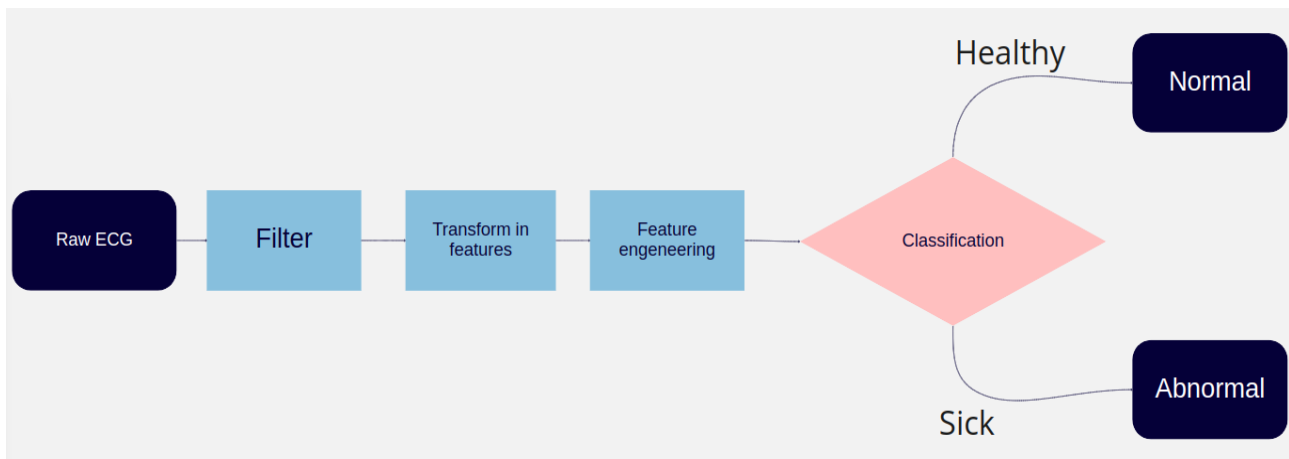 Healthy
Normal
Raw ECG
Filter
Transform in
features
Feature
engeneering
Classification
Abnormal
Sick